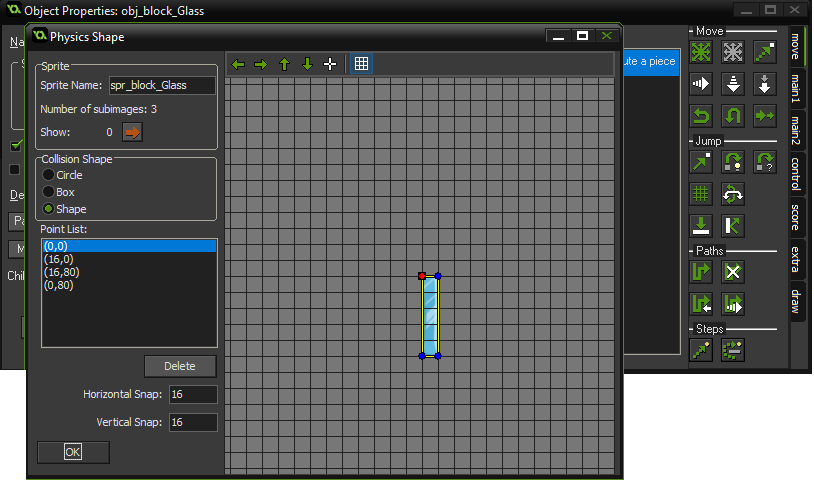 Object Properties: obj_block_Glass
Physics Shape
Sprite
Sprite Name: spr_block_Glass
Number of subimages: 3
Show: 0
Collision Shape
Circle
Box
Shape
Point List:
(0,0)
(16,0)
(16,80)
(0,80)
Delete
Horizontal Snap: 16
Vertical Snap: 16
OK
Na
De
Pa
M
Chil
ute a piece
Move
Jump
Paths
Steps
move
main1
main2
control
score
extra
draw